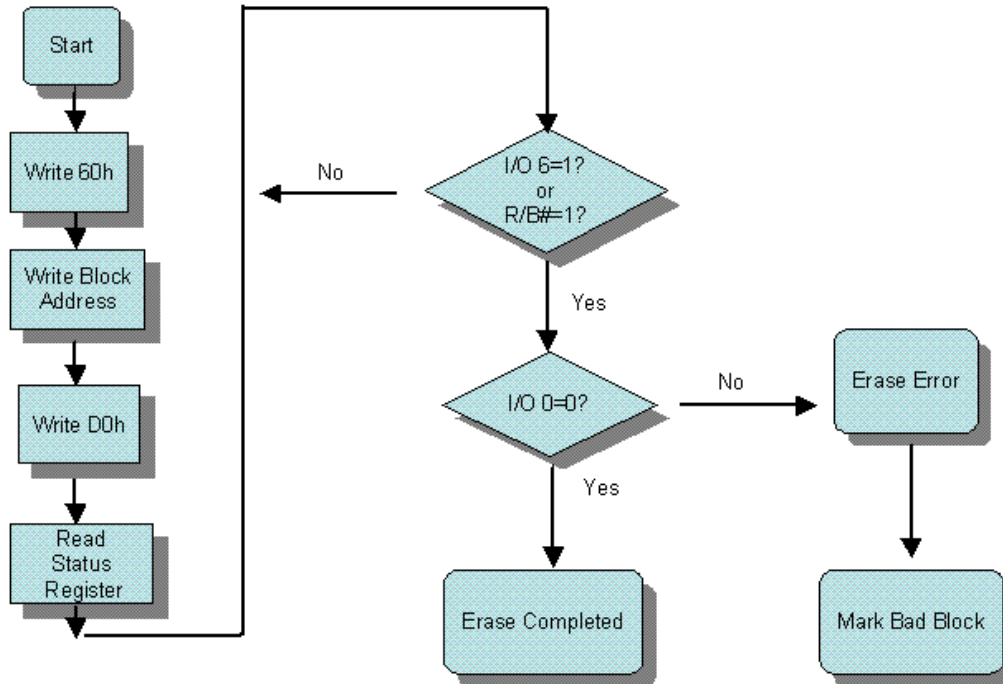 Start
Write 60h
Write Block
Address
Write D0h
Read
Status
Register
I/O 6=1?
or
R/B#=1?
No
Yes
I/O 0=0?
No
Yes
Erase Error
Erase Completed
Mark Bad Block